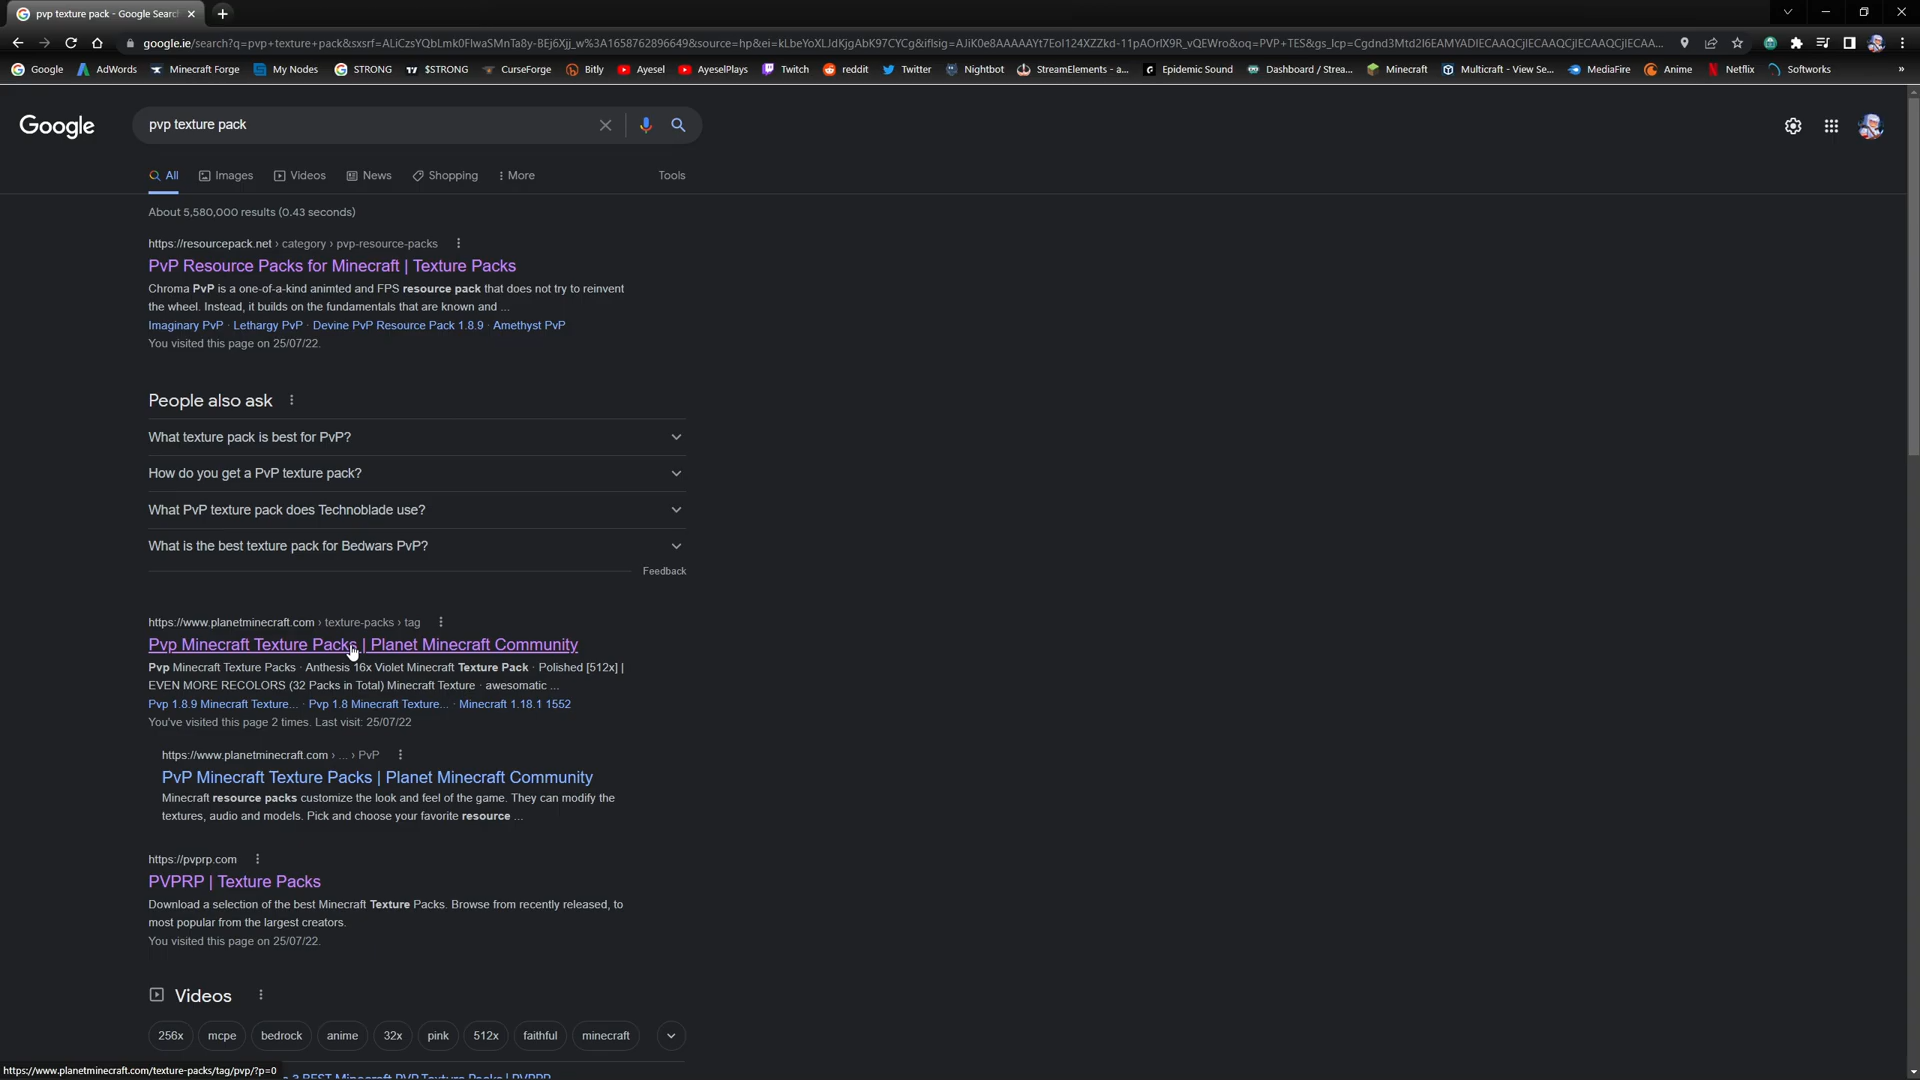 pvp texture pack - Google Search
google.ie/search?q=pvp+texture+pack&sxsrf=ALiCzsYQbLmk0FIwaSMnTa8y-BEj6Xjj_w%3A1658762896649&source=hp&ei=kLbeYoXLJdKjgAbK97CYCg&iflsig=AJiK0e8AAAAAYt7EoI124XZZkd-11pAOrIX9R_vQEWro&oq=PVP+TES&gs_lcp=Cgdnd3Mtd2l6EAMYADIECAAQCjIECAAQCjIECAAQCjIECAA...
Google AdWords Minecraft Forge My Nodes STRONG $STRONG CurseForge Bitly Ayesel AyeselPlays Twitch reddit Twitter Nightbot StreamElements - a... Epidemic Sound Dashboard / Strea... Minecraft Multicraft - View Se... MediaFire Anime Netflix Softworks »
Google
pvp texture pack
All Images Videos News Shopping More Tools
About 5,580,000 results (0.43 seconds)
https://resourcepack.net › category › pvp-resource-packs
PvP Resource Packs for Minecraft | Texture Packs
Chroma PvP is a one-of-a-kind animted and FPS resource pack that does not try to reinvent
the wheel. Instead, it builds on the fundamentals that are known and ...
Imaginary PvP · Lethargy PvP · Devine PvP Resource Pack 1.8.9 · Amethyst PvP
You visited this page on 25/07/22.
People also ask
What texture pack is best for PvP?
How do you get a PvP texture pack?
What PvP texture pack does Technoblade use?
What is the best texture pack for Bedwars PvP?
Feedback
https://www.planetminecraft.com › texture-packs › tag
Pvp Minecraft Texture Packs | Planet Minecraft Community
Pvp Minecraft Texture Packs · Anthesis 16x Violet Minecraft Texture Pack · Polished [512x] |
EVEN MORE RECOLORS (32 Packs in Total) Minecraft Texture · awesomatic ...
Pvp 1.8.9 Minecraft Texture... · Pvp 1.8 Minecraft Texture... · Minecraft 1.18.1 1552
You've visited this page 2 times. Last visit: 25/07/22
https://www.planetminecraft.com › ... › PvP
PvP Minecraft Texture Packs | Planet Minecraft Community
Minecraft resource packs customize the look and feel of the game. They can modify the
textures, audio and models. Pick and choose your favorite resource ...
https://pvprp.com
PVPRP | Texture Packs
Download a selection of the best Minecraft Texture Packs. Browse from recently released, to
most popular from the largest creators.
You visited this page on 25/07/22.
Videos
256x mcpe bedrock anime 32x pink 512x faithful minecraft
https://www.planetminecraft.com/texture-packs/tag/pvp/?p=0
3 BEST Minecraft PVP Texture Packs | PVPRP